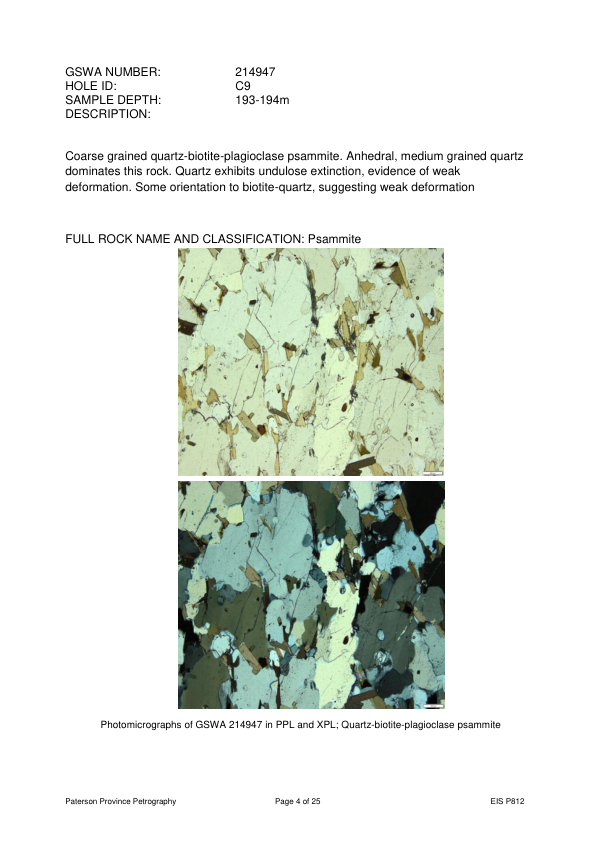 GSWA NUMBER: 214947
HOLE ID: C9
SAMPLE DEPTH: 193-194m
DESCRIPTION:
Coarse grained quartz-biotite-plagioclase psammite. Anhedral, medium grained quartz
dominates this rock. Quartz exhibits undulose extinction, evidence of weak
deformation. Some orientation to biotite-quartz, suggesting weak deformation
FULL ROCK NAME AND CLASSIFICATION: Psammite
Photomicrographs of GSWA 214947 in PPL and XPL; Quartz-biotite-plagioclase psammite
Paterson Province Petrography Page 4 of 25 EIS P812